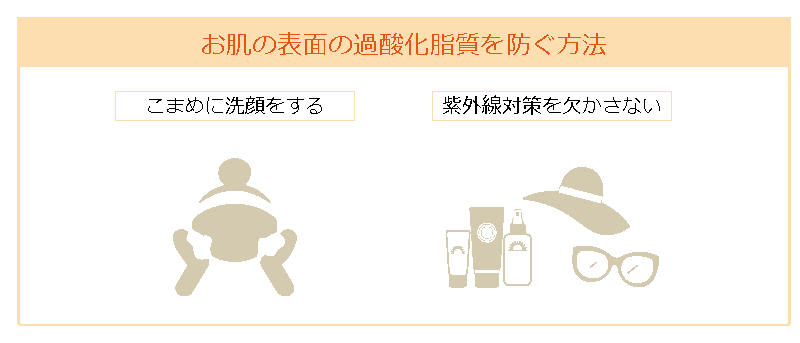 お肌の表面の過酸化脂質を防ぐ方法
こまめに洗顔をする
紫外線対策を欠かさない